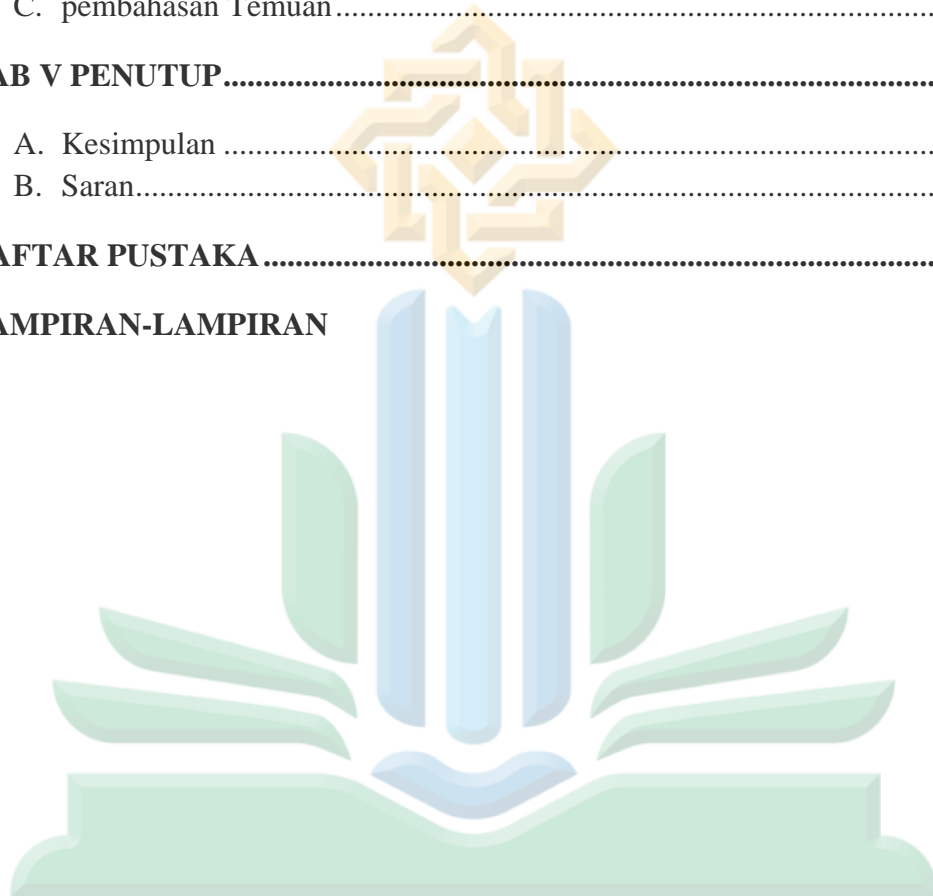 C. pembahasan Temuan...............................................................................
AB V PENUTUP...............................................................................................
A. Kesimpulan ..............................................................................................
B. Saran.........................................................................................................
AFTAR PUSTAKA.........................................................................................
AMPIRAN-LAMPIRAN